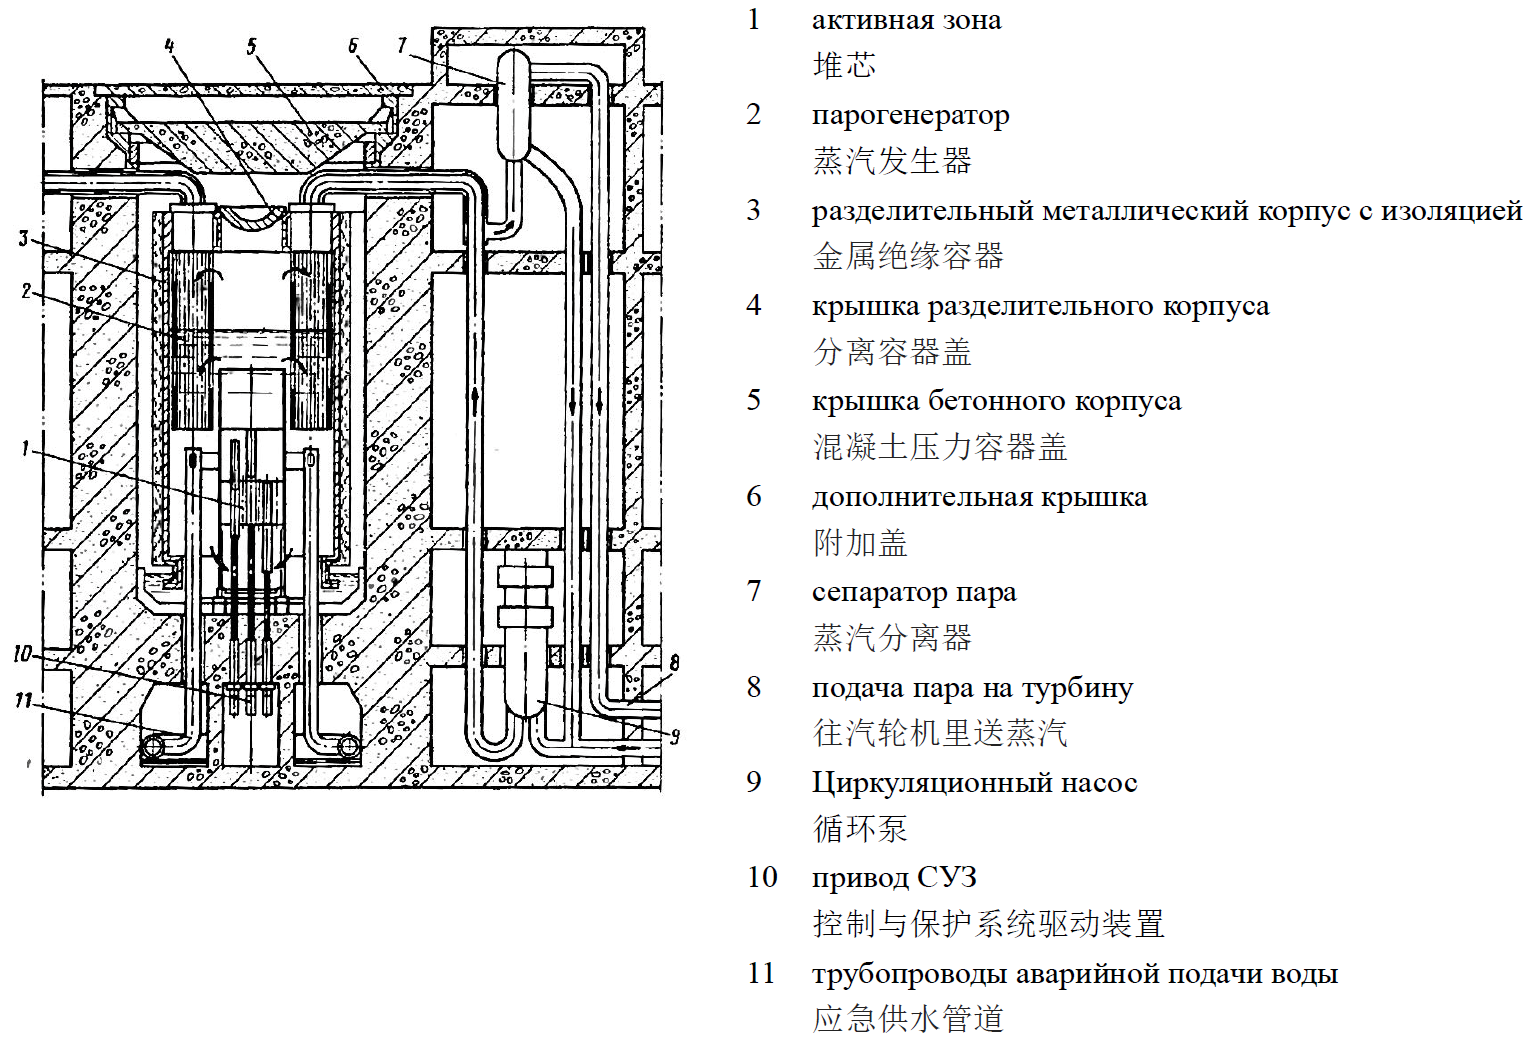 4 5 6 7
3
2
1
10
11
8
9
1 активная зона
堆芯
2 парогенератор
蒸汽发生器
3 разделительный металлический корпус с изоляцией
金属绝缘容器
4 крышка разделительного корпуса
分离容器盖
5 крышка бетонного корпуса
混凝土压力容器盖
6 дополнительная крышка
附加盖
7 сепаратор пара
蒸汽分离器
8 подача пара на турбину
往汽轮机里送蒸汽
9 Циркуляционный насос
循环泵
10 привод СУЗ
控制与保护系统驱动装置
11 трубопроводы аварийной подачи воды
应急供水管道